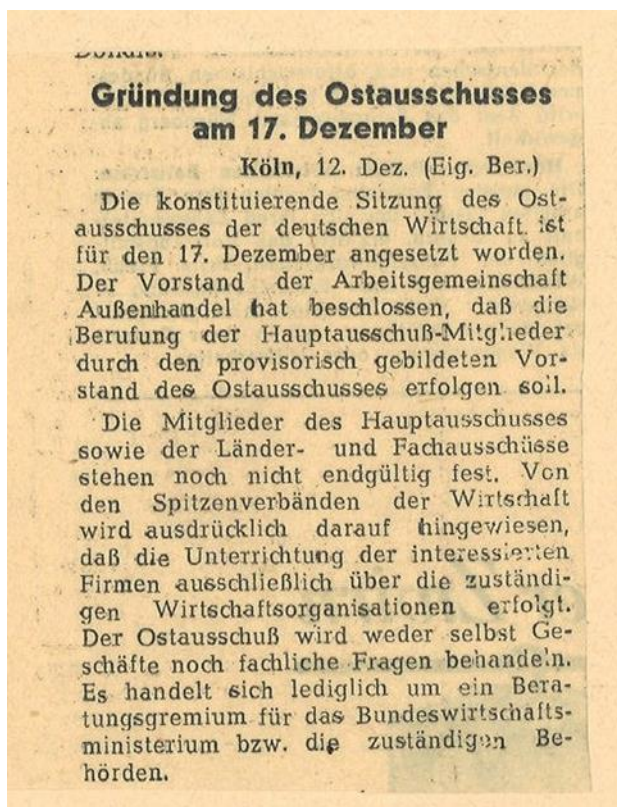 Gründung des Ostausschusses
am 17. Dezember
Köln, 12. Dez. (Eig. Ber.)
Die konstituierende Sitzung des Ost-
ausschusses der deutschen Wirtschaft ist
für den 17. Dezember angesetzt worden.
Der Vorstand der Arbeitsgemeinschaft
Außenhandel hat beschlossen, daß die
Berufung der Hauptausschuß-Mitglieder
durch den provisorisch gebildeten Vor-
stand des Ostausschusses erfolgen soll.
Die Mitglieder des Hauptausschusses
sowie der Länder- und Fachausschüsse
stehen noch nicht endgültig fest. Von
den Spitzenverbänden der Wirtschaft
wird ausdrücklich darauf hingewiesen,
daß die Unterrichtung der interessierten
Firmen ausschließlich über die zuständi-
gen Wirtschaftsorganisationen erfolgt.
Der Ostausschuß wird weder selbst Ge-
schäfte noch fachliche Fragen behandeln.
Es handelt sich lediglich um ein Bera-
tungsgremium für das Bundeswirtschafts-
ministerium bzw. die zuständigen Be-
hörden.